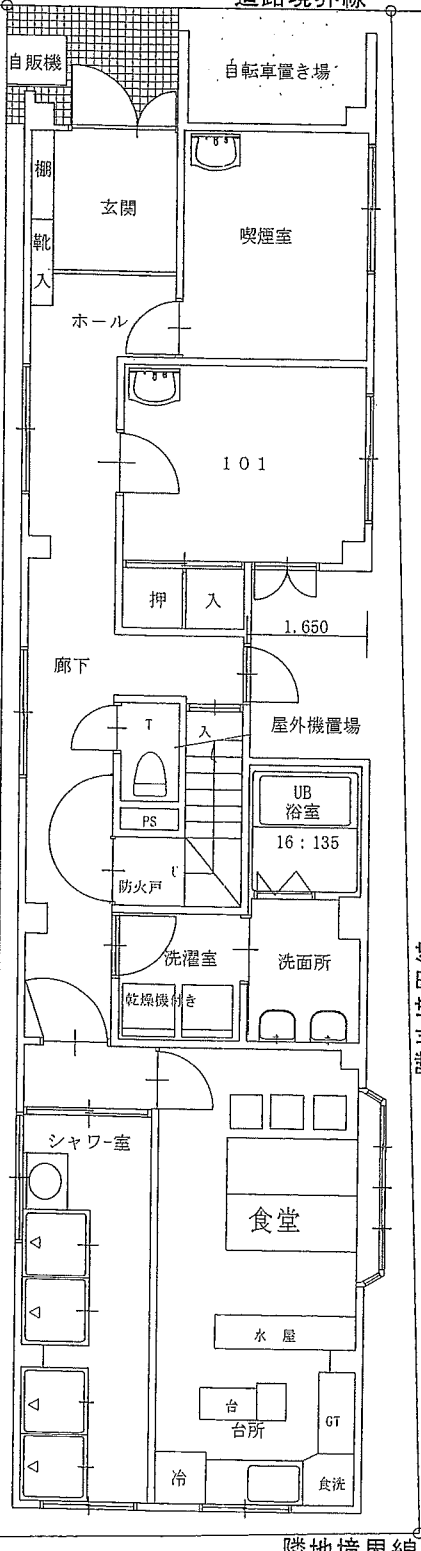 道路境界線
自販機
自転車置き場
棚
玄関
靴入
喫煙室
ホール
101
押入
1.650
廊下
T
入
屋外機置場
UB
浴室
PS
16:135
防火戸
洗濯室
洗面所
乾燥機付き
シャワー室
食堂
水屋
台
台所
GT
冷
食洗
隣地境界線